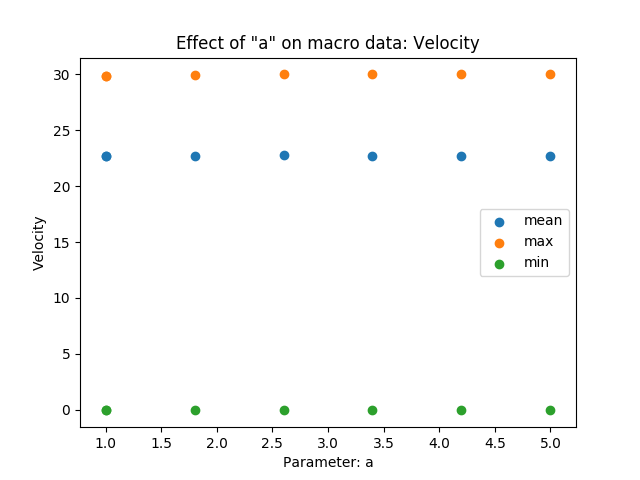 Effect of "a" on macro data: Velocity
30
25
20
15
10
5
0
Velocity
mean
max
min
1.0 1.5 2.0 2.5 3.0 3.5 4.0 4.5 5.0
Parameter: a